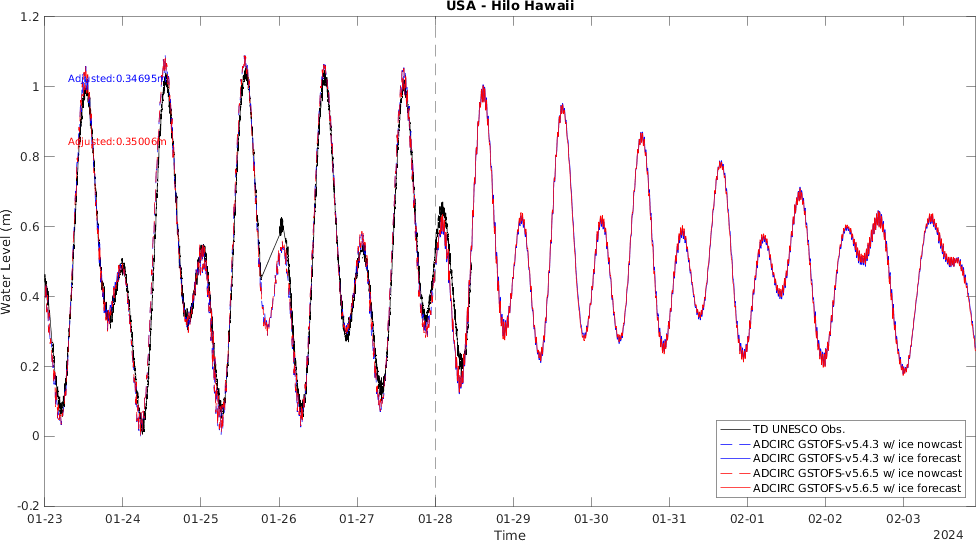 USA - Hilo Hawaii
1.2
1
0.8
0.6
0.4
0.2
0
-0.2
Water Level (m)
Adjusted:0.34695m
Adjusted:0.35006m
TD UNESCO Obs.
ADCIRC GSTOFS-v5.4.3 w/ ice nowcast
ADCIRC GSTOFS-v5.4.3 w/ ice forecast
ADCIRC GSTOFS-v5.6.5 w/ ice nowcast
ADCIRC GSTOFS-v5.6.5 w/ ice forecast
01-23 01-24 01-25 01-26 01-27 01-28 01-29 01-30 01-31 02-01 02-02 02-03
Time
2024